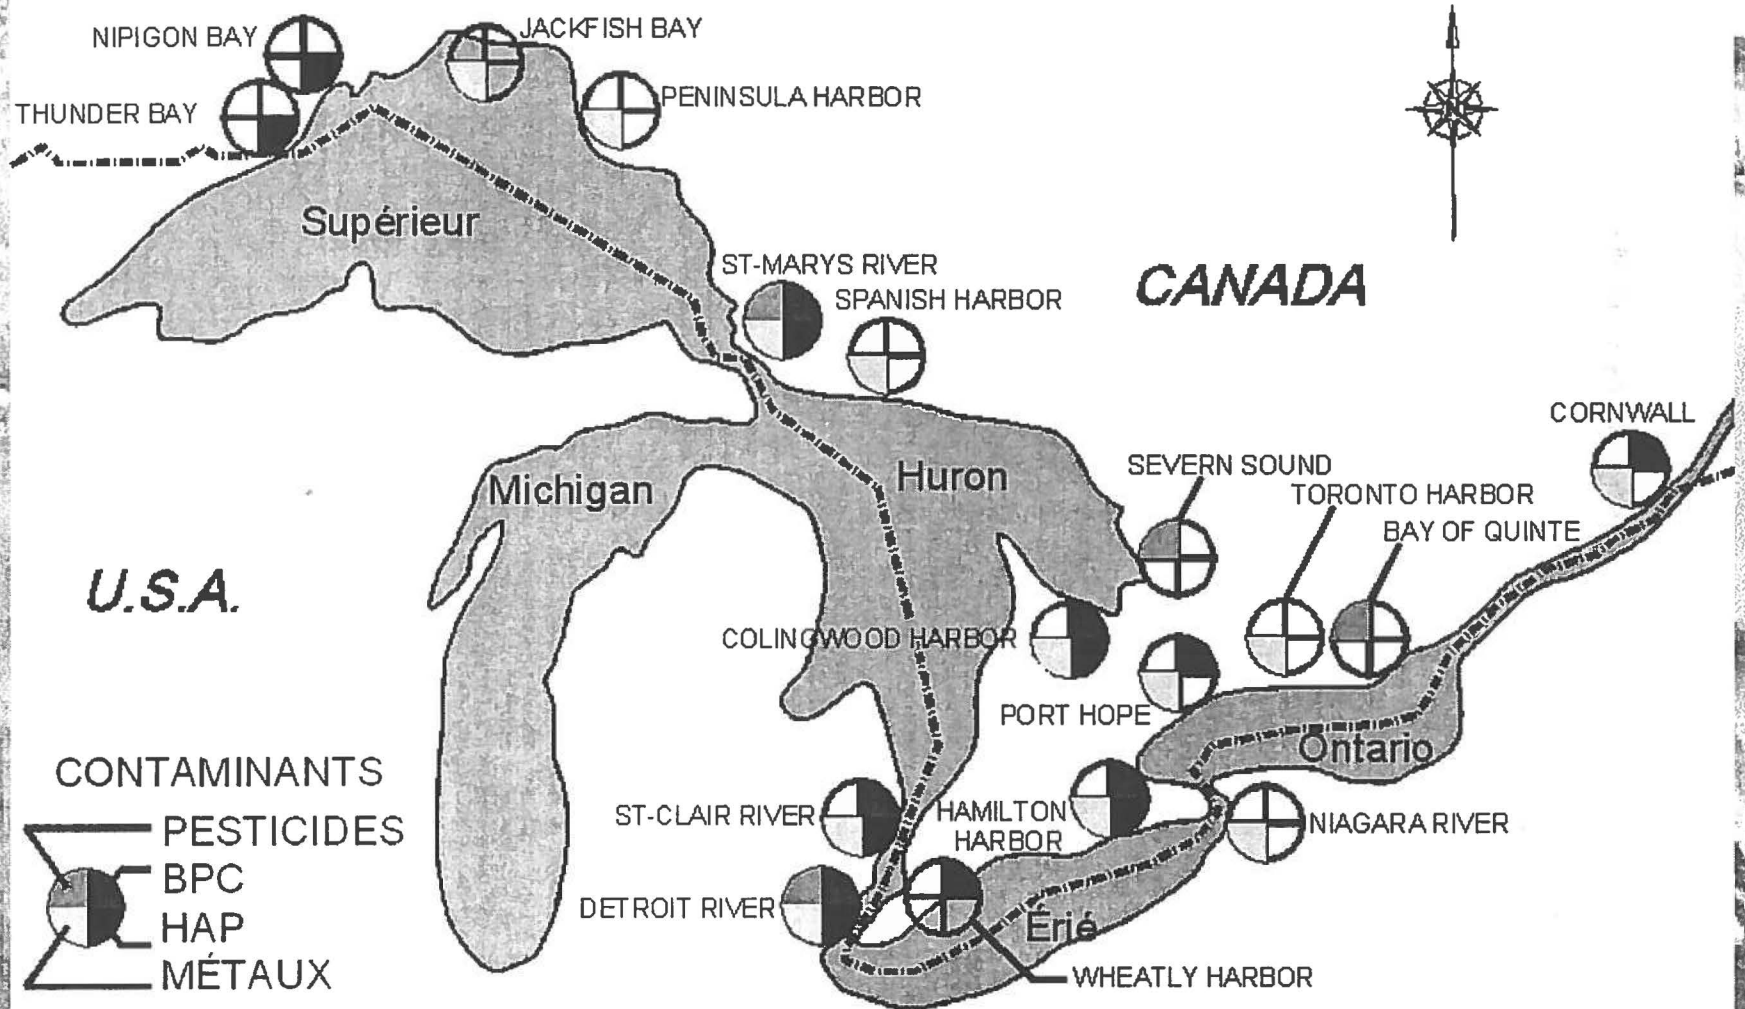 NIPIGON BAY
JACKFISH BAY
THUNDER BAY
PENINSULA HARBOR
N
Supérieur
ST-MARYS RIVER
SPANISH HARBOR
CANADA
CORNWALL
Michigan
Huron
SEVERN SOUND
TORONTO HARBOR
BAY OF QUINTE
U.S.A.
COLINGWOOD HARBOR
PORT HOPE
Ontario
CONTAMINANTS
PESTICIDES
BPC
HAP
MÉTAUX
ST-CLAIR RIVER
HAMILTON
HARBOR
NIAGARA RIVER
DETROIT RIVER
Érié
WHEATLY HARBOR